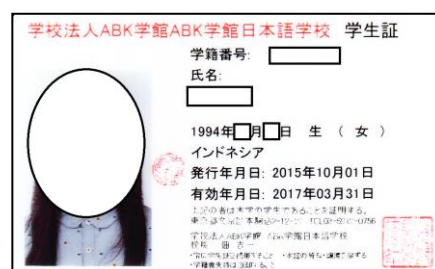 学校法人ABK学館ABK学館日本語学校 学生証
学籍番号:
氏名:
1994年 月 日 生 ( 女 )
インドネシア
発行年月日: 2015年10月01日
有効年月日: 2017年03月31日
上記の者は本学の学生であることを証明する。
学校法人ABK学館 ABK学館日本語学校